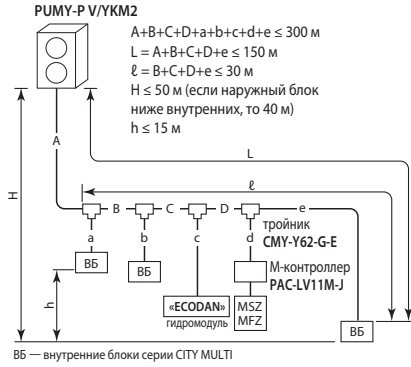 PUMY-P V/YKM2
A+B+C+D+a+b+c+d+e ≤ 300 м
L = A+B+C+D+e ≤ 150 м
ℓ = B+C+D+e ≤ 30 м
H ≤ 50 м (если наружный блок
ниже внутренних, то 40 м)
h ≤ 15 м
A
L
H
ℓ
B C D e
тройник
CMY-Y62-G-E
a b c d
ВБ ВБ
М-контроллер
PAC-LV11M-J
h
«ECODAN»
гидромодуль
MSZ
MFZ
ВБ
ВБ — внутренние блоки серии CITY MULTI